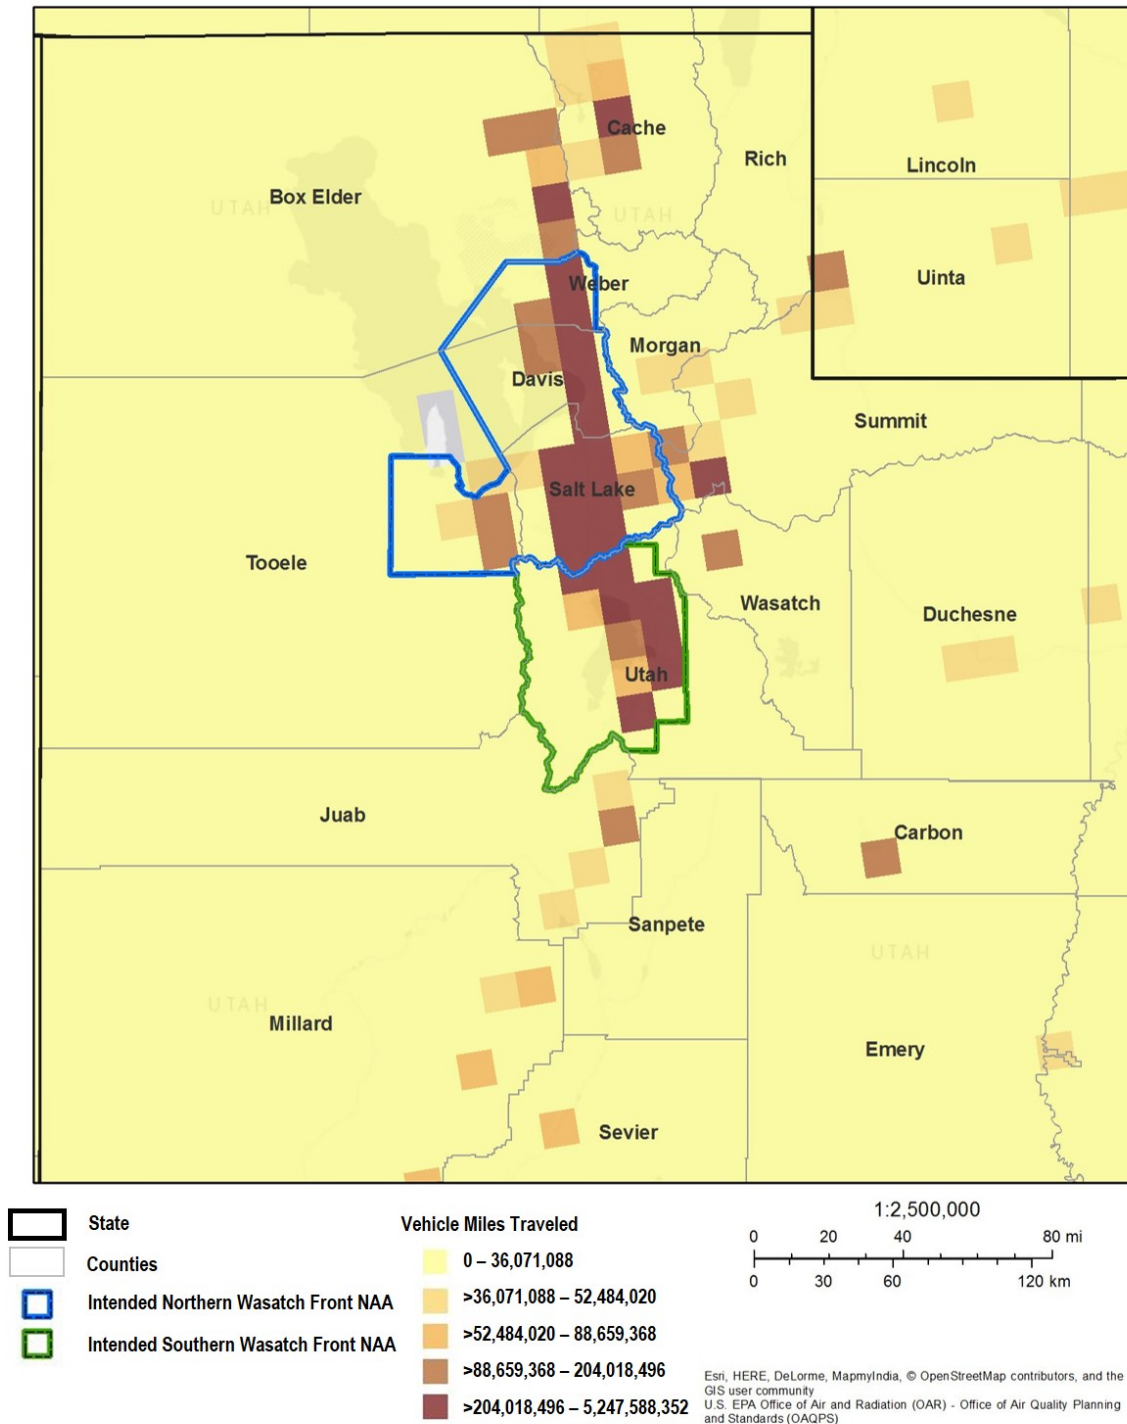 Cache
Rich
Lincoln
Box Elder
UTAH
UTAH
Uinta
Weber
Morgan
Davis
Summit
Salt Lake
Tooele
Wasatch
Duchesne
Utah
Juab
Carbon
Sanpete
UTAH
UTAH
Millard
Emery
Sevier
State
Counties
Intended Northern Wasatch Front NAA
Intended Southern Wasatch Front NAA
Vehicle Miles Traveled
0 – 36,071,088
>36,071,088 – 52,484,020
>52,484,020 – 88,659,368
>88,659,368 – 204,018,496
>204,018,496 – 5,247,588,352
1:2,500,000
0 20 40 80 mi
0 30 60 120 km
Esri, HERE, DeLorme, MapmyIndia, © OpenStreetMap contributors, and the
GIS user community
U.S. EPA Office of Air and Radiation (OAR) - Office of Air Quality Planning
and Standards (OAQPS)